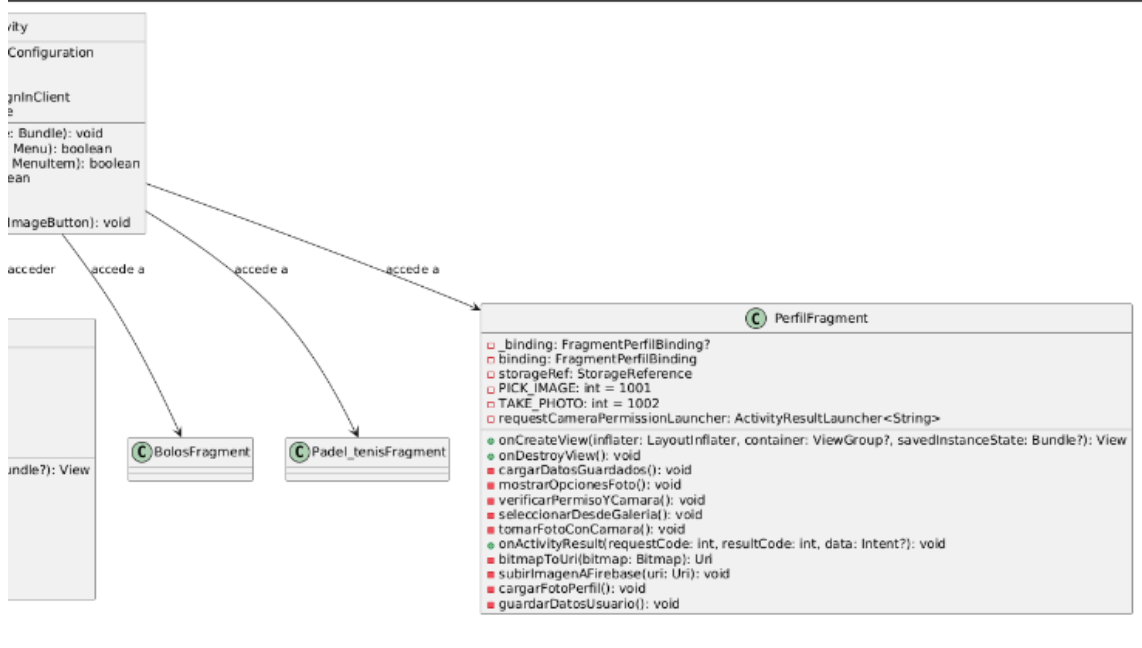 vity
Configuration
gnInClient
e
e: Bundle): void
Menu): boolean
MenuItem): boolean
ean
ImageButton): void
acceder
accede a
accede a
accede a
undle?): View
C BolosFragment
C Padel_tenisFragment
C PerfilFragment
_binding: FragmentPerfilBinding?
binding: FragmentPerfilBinding
storageRef: StorageReference
PICK_IMAGE: int = 1001
TAKE_PHOTO: int = 1002
requestCameraPermissionLauncher: ActivityResultLauncher<String>
onCreateView(inflater: LayoutInflater, container: ViewGroup?, savedInstanceState: Bundle?): View
onDestroyView(): void
cargarDatosGuardados(): void
mostrarOpcionesFoto(): void
verificarPermisoYCamara(): void
seleccionarDesdeGaleria(): void
tomarFotoConCamara(): void
onActivityResult(requestCode: int, resultCode: int, data: Intent?): void
bitmapToUri(bitmap: Bitmap): Uri
subirImagenAFirebase(uri: Uri): void
cargarFotoPerfil(): void
guardarDatosUsuario(): void